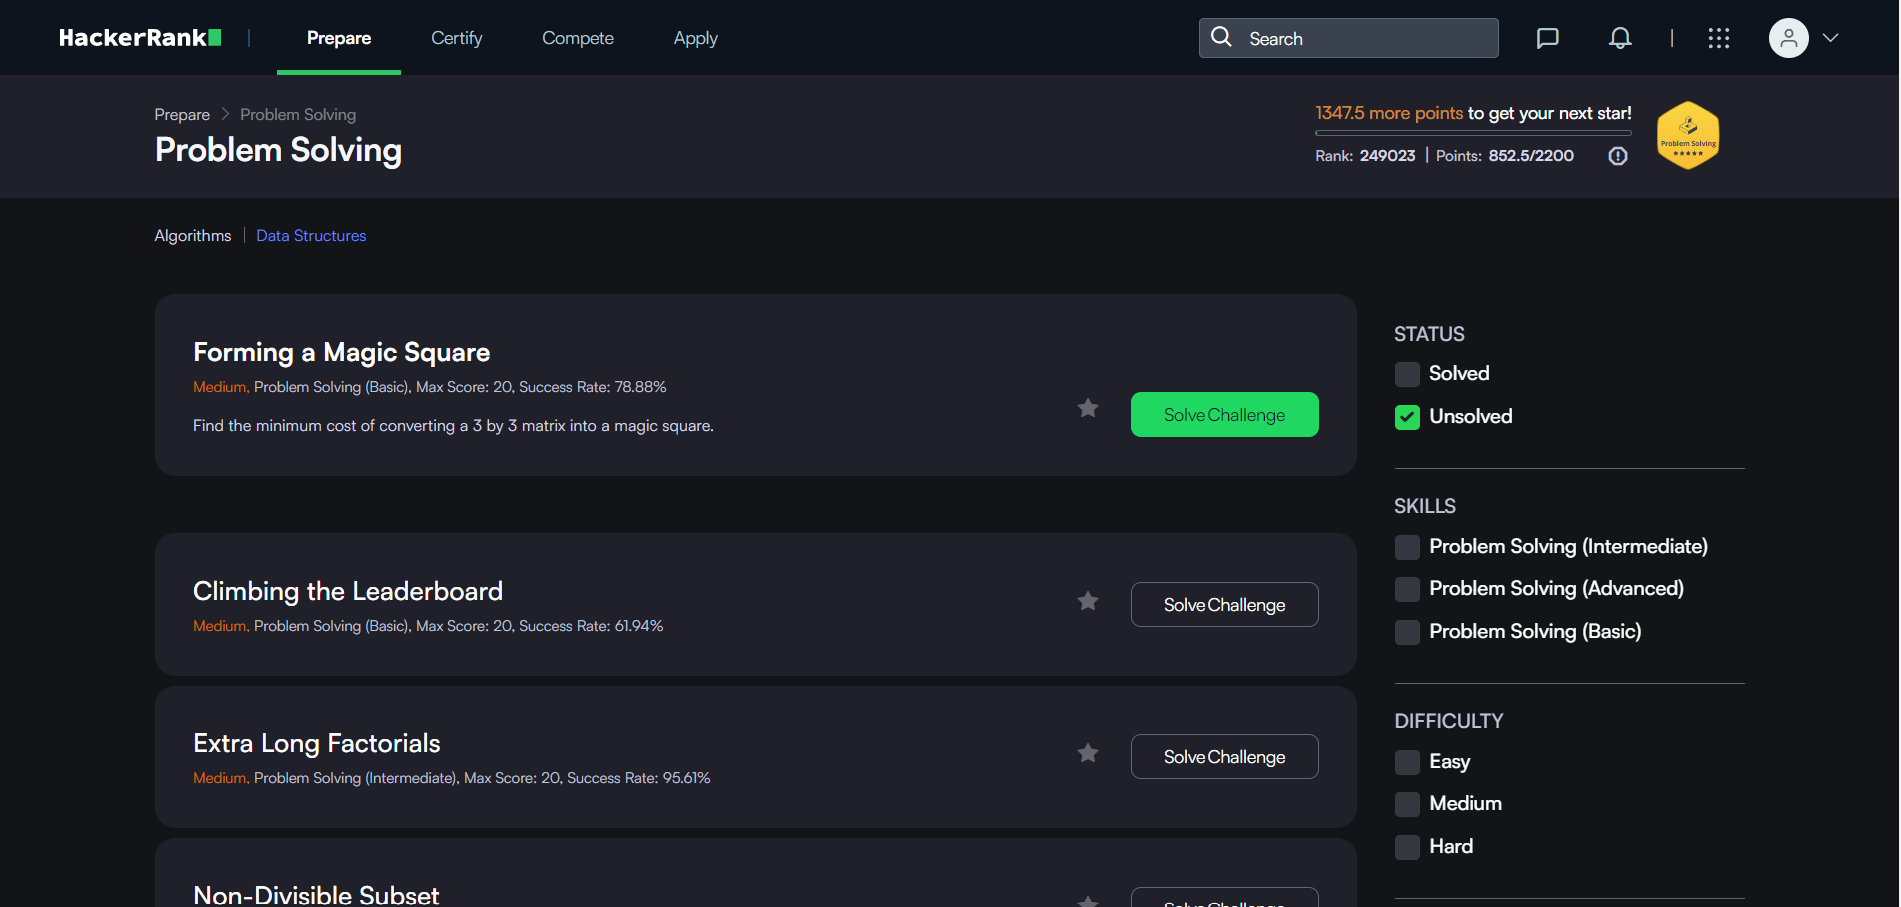 HackerRank
Prepare
Certify
Compete
Apply
Search
Prepare
Problem Solving
Problem Solving
1347.5 more points to get your next star!
Rank: 249023 | Points: 852.5/2200
Problem Solving
Algorithms
Data Structures
Forming a Magic Square
Medium, Problem Solving (Basic), Max Score: 20, Success Rate: 78.88%
Find the minimum cost of converting a 3 by 3 matrix into a magic square.
Solve Challenge
Climbing the Leaderboard
Medium, Problem Solving (Basic), Max Score: 20, Success Rate: 61.94%
Solve Challenge
Extra Long Factorials
Medium, Problem Solving (Intermediate), Max Score: 20, Success Rate: 95.61%
Solve Challenge
Non-Divisible Subset
Solve Challenge
STATUS
Solved
Unsolved
SKILLS
Problem Solving (Intermediate)
Problem Solving (Advanced)
Problem Solving (Basic)
DIFFICULTY
Easy
Medium
Hard